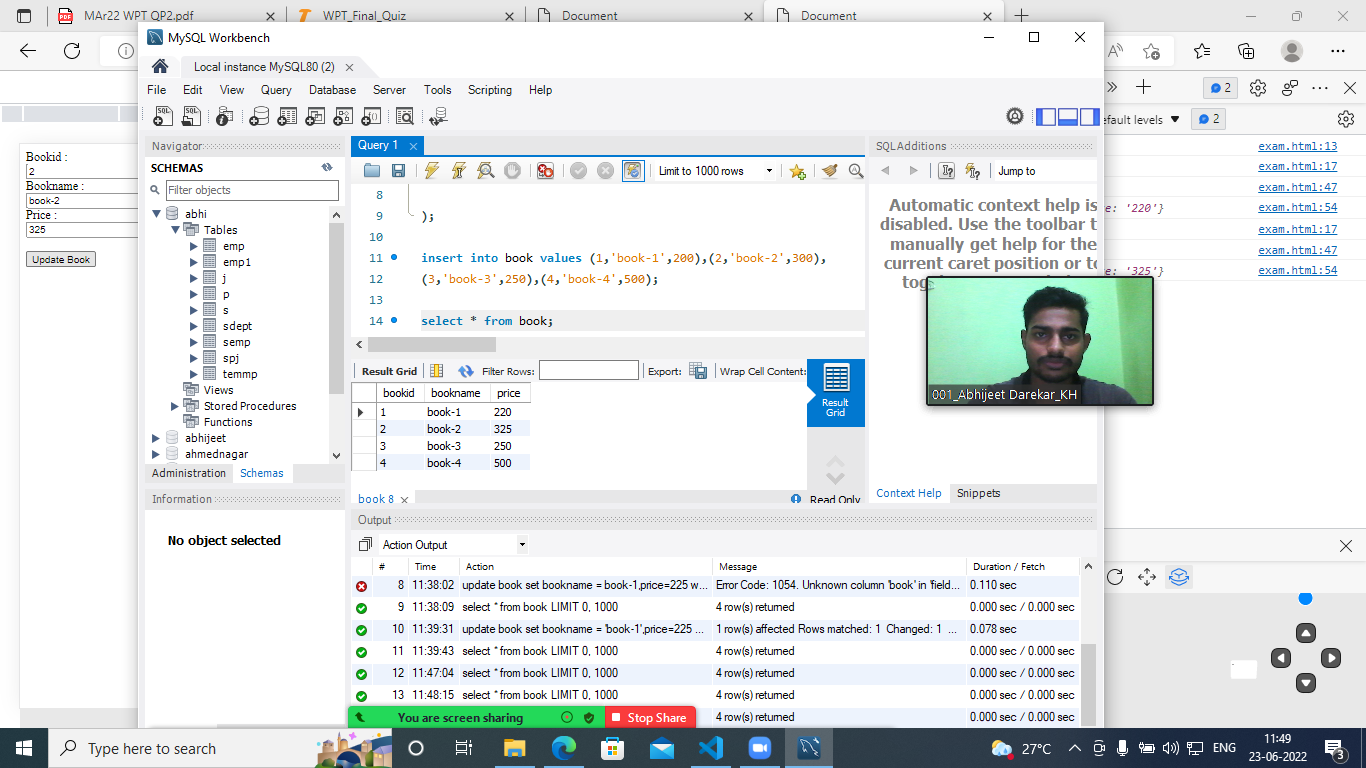 MAr22 WPT QP2.pdf
WPT_Final_Quiz
Document
Document
MySQL Workbench
Local instance MySQL80 (2)
File Edit View Query Database Server Tools Scripting Help
2
efault levels
2
Navigator
SCHEMAS
Filter objects
abhi
Tables
emp
emp1
j
p
s
sdept
semp
spj
temmp
Views
Stored Procedures
Functions
abhijeet
ahmednagar
Administration Schemas
Information
No object selected
Bookid :
2
Bookname :
book-2
Price :
325
Update Book
Query 1
Limit to 1000 rows
8
9 );
10
11 insert into book values (1,'book-1',200),(2,'book-2',300),
12 (3,'book-3',250),(4,'book-4',500);
13
14 select * from book;
Result Grid Filter Rows: Export: Wrap Cell Content:
bookid bookname price
1 book-1 220
2 book-2 325
3 book-3 250
4 book-4 500
Result Grid
book 8
Read Only
SQLAdditions
Jump to
Automatic context help is
disabled. Use the toolbar t
manually get help for the
current caret position or to
Context Help Snippets
001_Abhijeet Darekar_KH
exam.html:13
exam.html:17
exam.html:47
e: '220'} exam.html:54
exam.html:17
exam.html:47
: '325'} exam.html:54
Output
Action Output
# Time Action Message Duration / Fetch
8 11:38:02 update book set bookname = book-1,price=225 w... Error Code: 1054. Unknown column 'book' in 'field... 0.110 sec
9 11:38:09 select * from book LIMIT 0, 1000 4 row(s) returned 0.000 sec / 0.000 sec
10 11:39:31 update book set bookname = 'book-1',price=225 ... 1 row(s) affected Rows matched: 1 Changed: 1 ... 0.078 sec
11 11:39:43 select * from book LIMIT 0, 1000 4 row(s) returned 0.000 sec / 0.000 sec
12 11:47:04 select * from book LIMIT 0, 1000 4 row(s) returned 0.000 sec / 0.000 sec
13 11:48:15 select * from book LIMIT 0, 1000 4 row(s) returned 0.000 sec / 0.000 sec
4 row(s) returned 0.000 sec / 0.000 sec
You are screen sharing Stop Share
Type here to search
27°C
ENG
11:49
23-06-2022
3